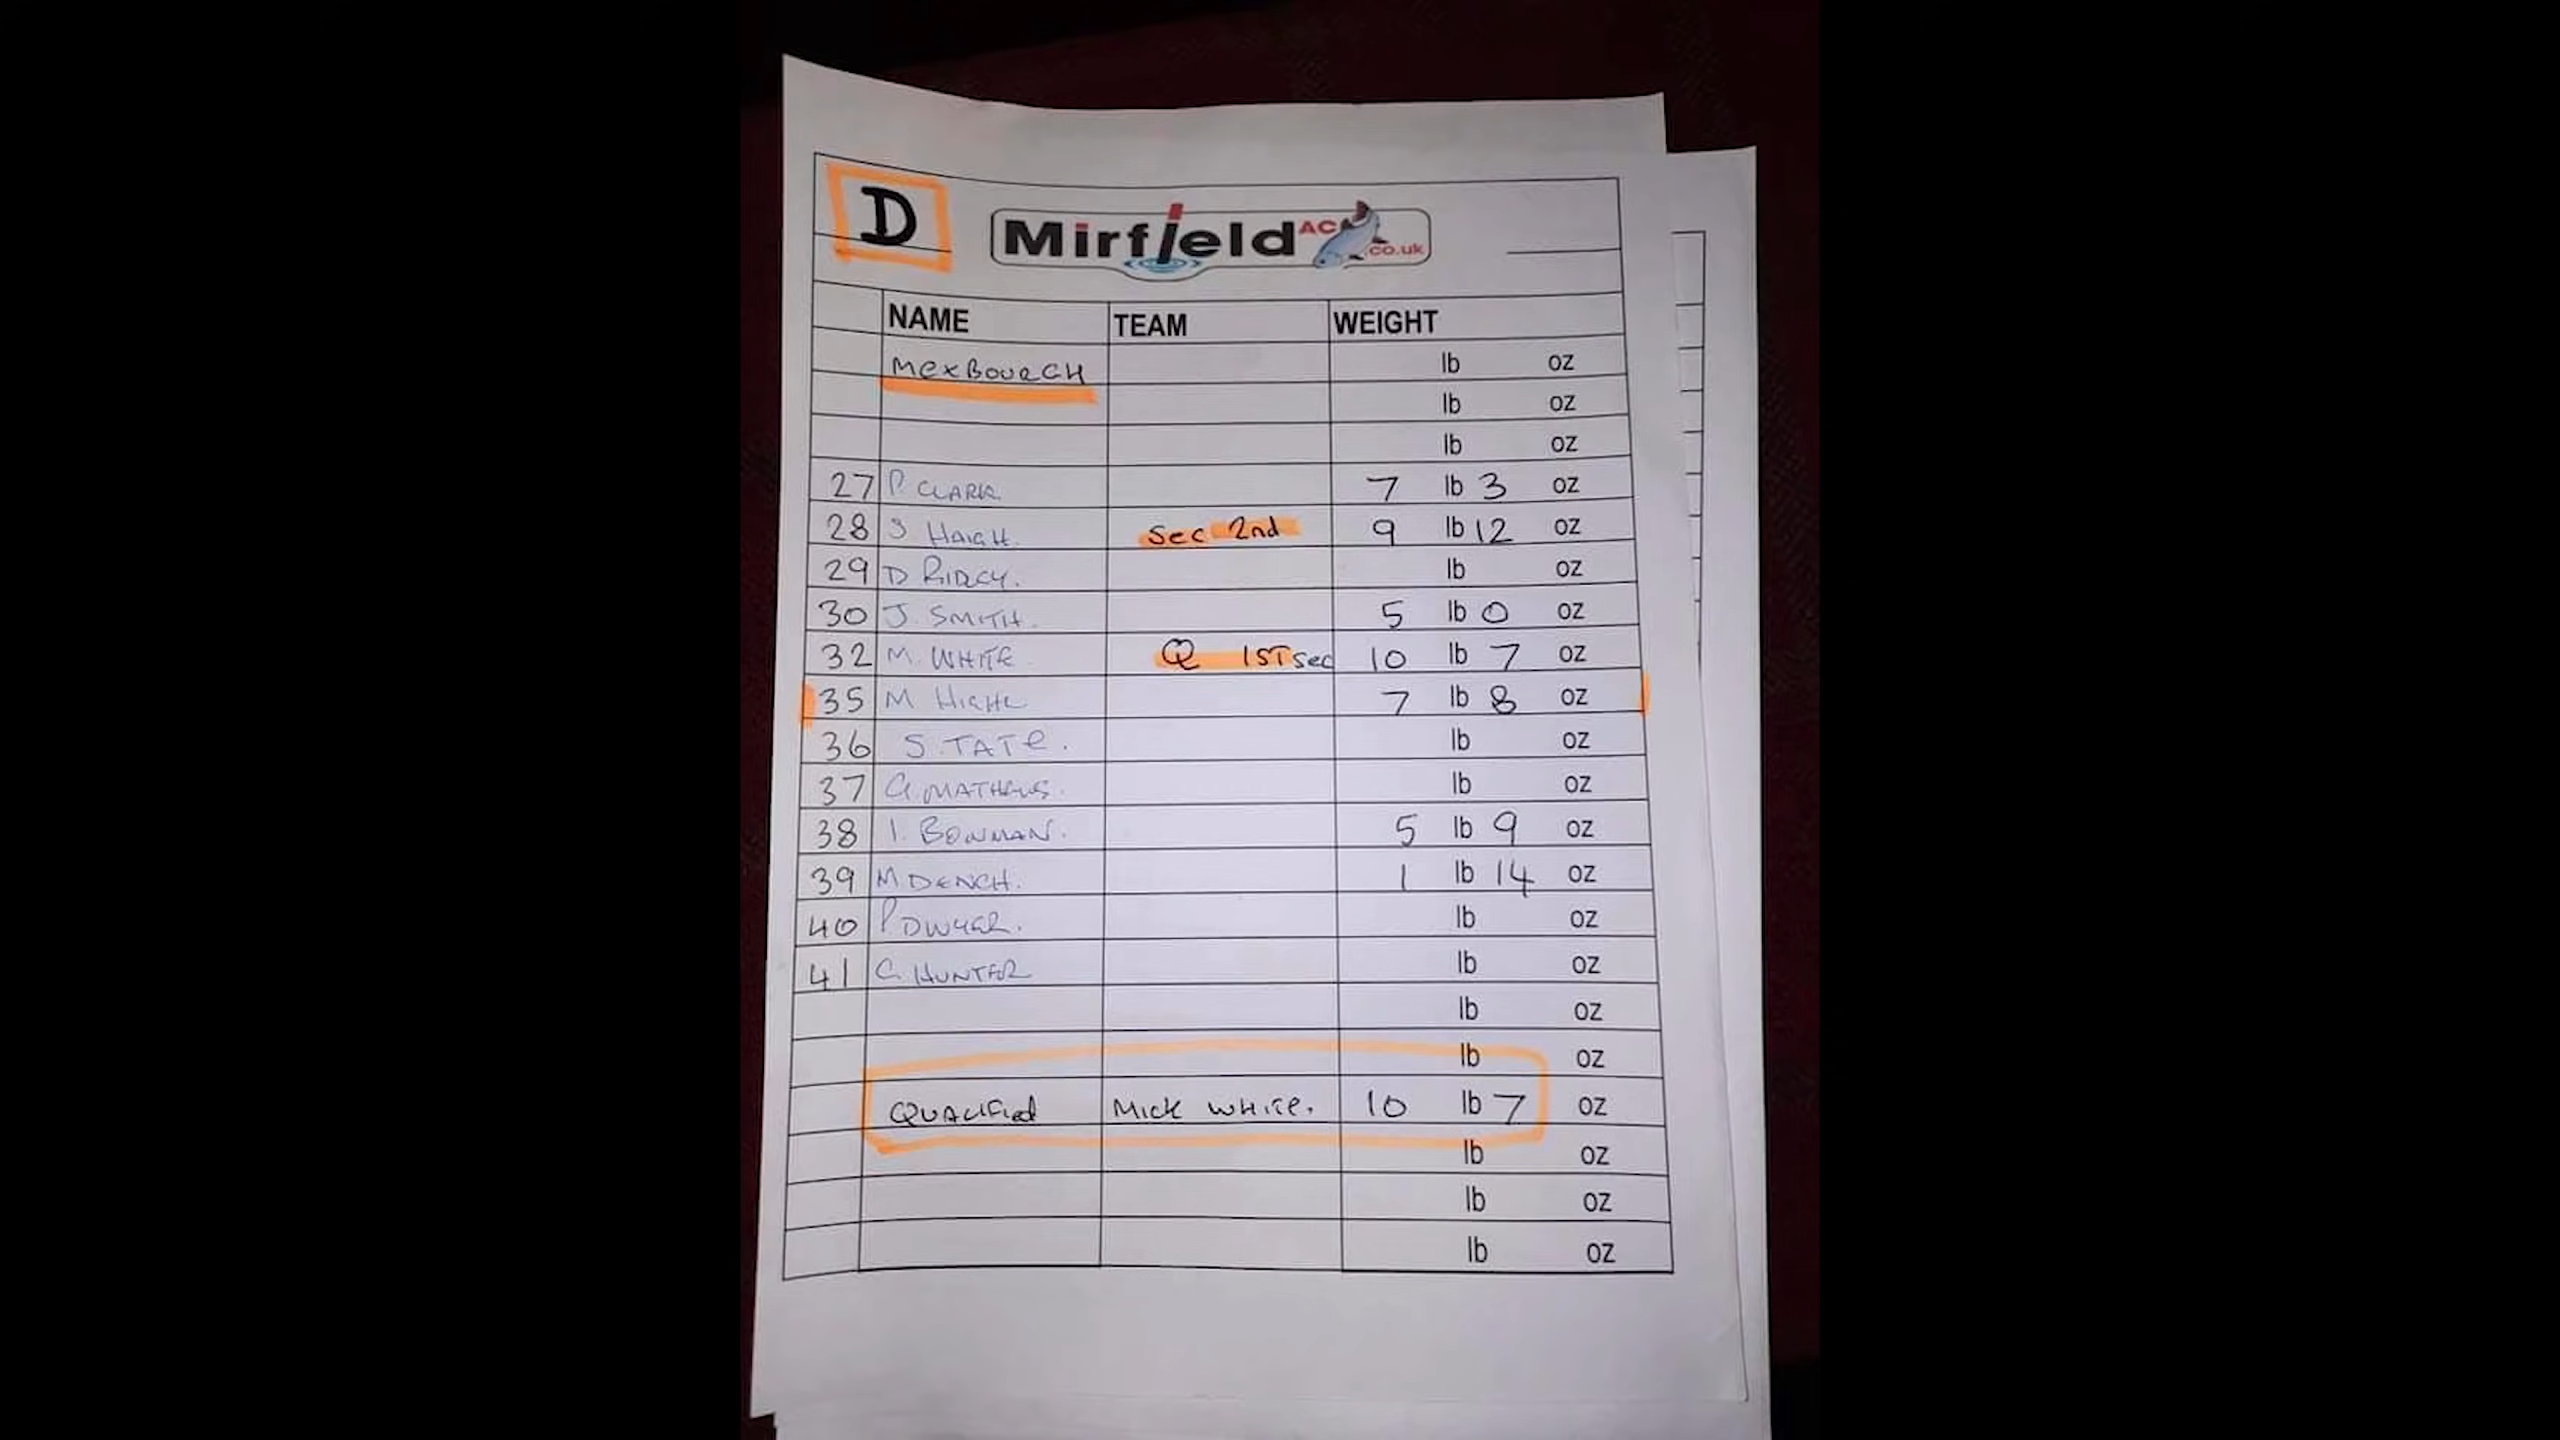 D
Mirfield AC .co.uk
NAME TEAM WEIGHT
MexBOURGH lb oz
lb oz
lb oz
27 P. CLARK. 7 lb 3 oz
28 S HAIGH. Sec 2nd 9 lb 12 oz
29 D lb oz
30 J. SMITH. 5 lb 0 oz
32 M. WHITE Q 1ST sec 10 lb 7 oz
35 M 7 lb 8 oz
36 S. TATE. lb oz
37 G. MATHEWS. lb oz
38 I. BOWMAN. 5 lb 9 oz
39 M DENCH. 1 lb 14 oz
40 P DWYER. lb oz
41 HUNTER lb oz
lb oz
lb oz
QUALIFied Mick WHITE. 10 lb 7 oz
lb oz
lb oz
lb oz